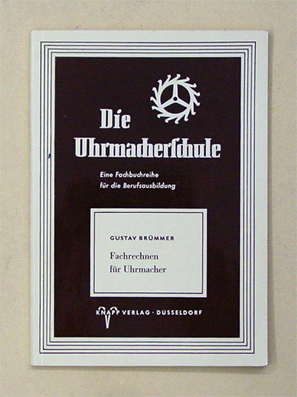 Die
Uhrmacherschule
Eine Fachbuchreihe
für die Berufsausbildung
GUSTAV BRÜMMER
Fachrechnen
für Uhrmacher
KNAPP VERLAG · DÜSSELDORF